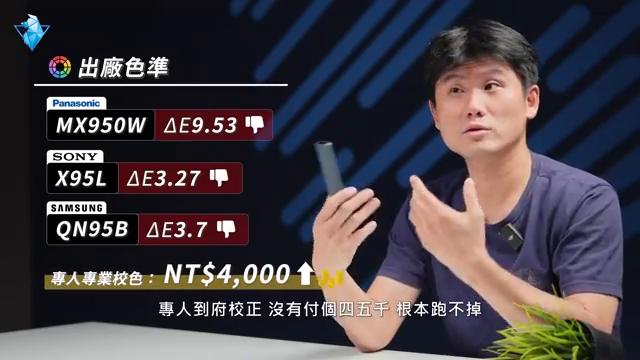 出廠色準
Panasonic
MX950W ΔE9.53
SONY
X95L ΔE3.27
SAMSUNG
QN95B ΔE3.7
專人專業校色： NT$4,000
專人到府校正 沒有付個四五千 根本跑不掉